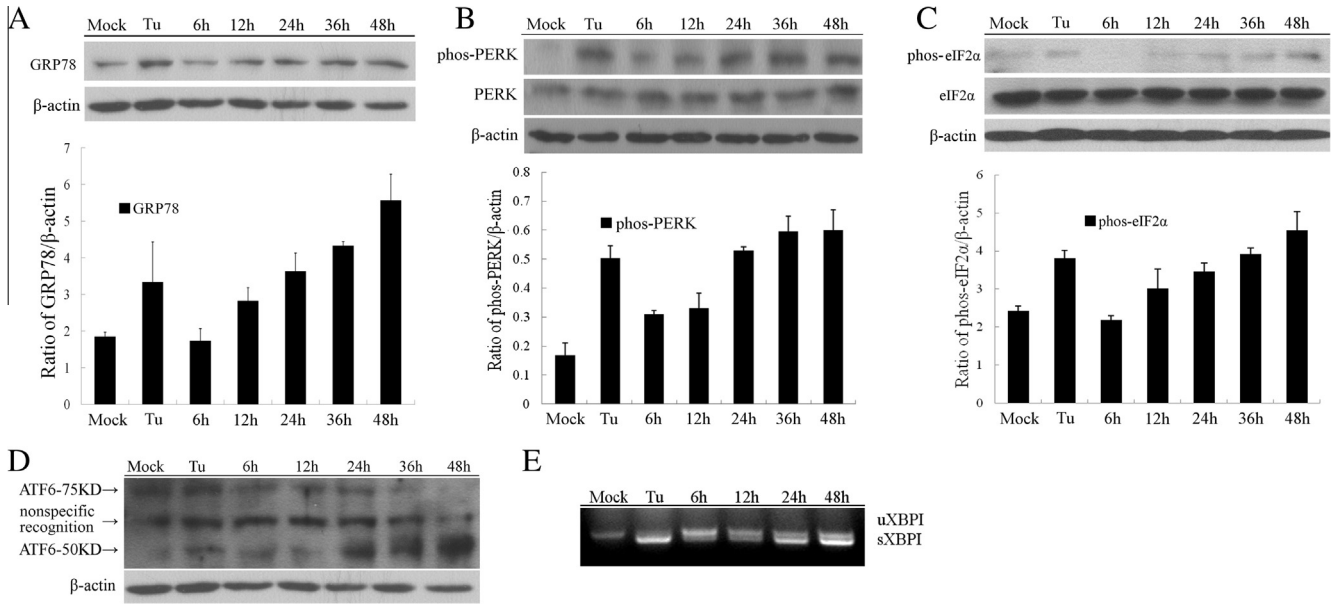 A
Mock Tu 6h 12h 24h 36h 48h
GRP78
β-actin
Ratio of GRP78/β-actin
7
6
5
4
3
2
1
0
GRP78
Mock Tu 6h 12h 24h 36h 48h
B
Mock Tu 6h 12h 24h 36h 48h
phos-PERK
PERK
β-actin
Ratio of phos-PERK/β-actin
0.8
0.7
0.6
0.5
0.4
0.3
0.2
0.1
0
phos-PERK
Mock Tu 6h 12h 24h 36h 48h
C
Mock Tu 6h 12h 24h 36h 48h
phos-eIF2α
eIF2α
β-actin
Ratio of phos-eIF2α/β-actin
6
5
4
3
2
1
0
phos-eIF2α
Mock Tu 6h 12h 24h 36h 48h
D
Mock Tu 6h 12h 24h 36h 48h
ATF6-75KD→
nonspecific →
recognition
ATF6-50KD→
β-actin
E
Mock Tu 6h 12h 24h 48h
uXBPI
sXBPI